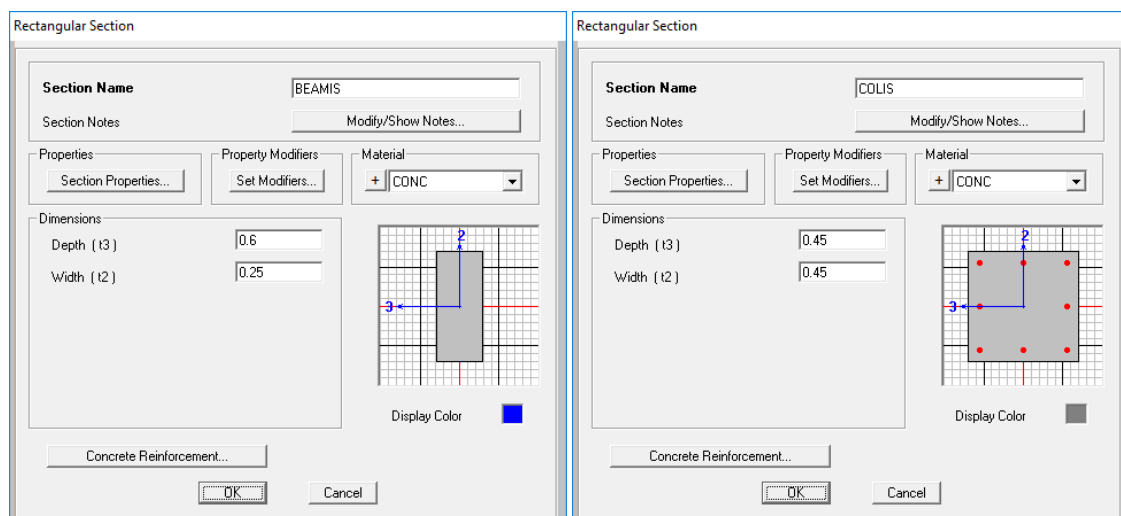 Rectangular Section
Section Name BEAMIS
Section Notes Modify/Show Notes...
Properties Property Modifiers Material
Section Properties... Set Modifiers... + CONC
Dimensions
Depth ( t3 ) 0.6
Width ( t2 ) 0.25
2
3
Display Color
Concrete Reinforcement...
OK Cancel
Rectangular Section
Section Name COLIS
Section Notes Modify/Show Notes...
Properties Property Modifiers Material
Section Properties... Set Modifiers... + CONC
Dimensions
Depth ( t3 ) 0.45
Width ( t2 ) 0.45
2
3
Display Color
Concrete Reinforcement...
OK Cancel